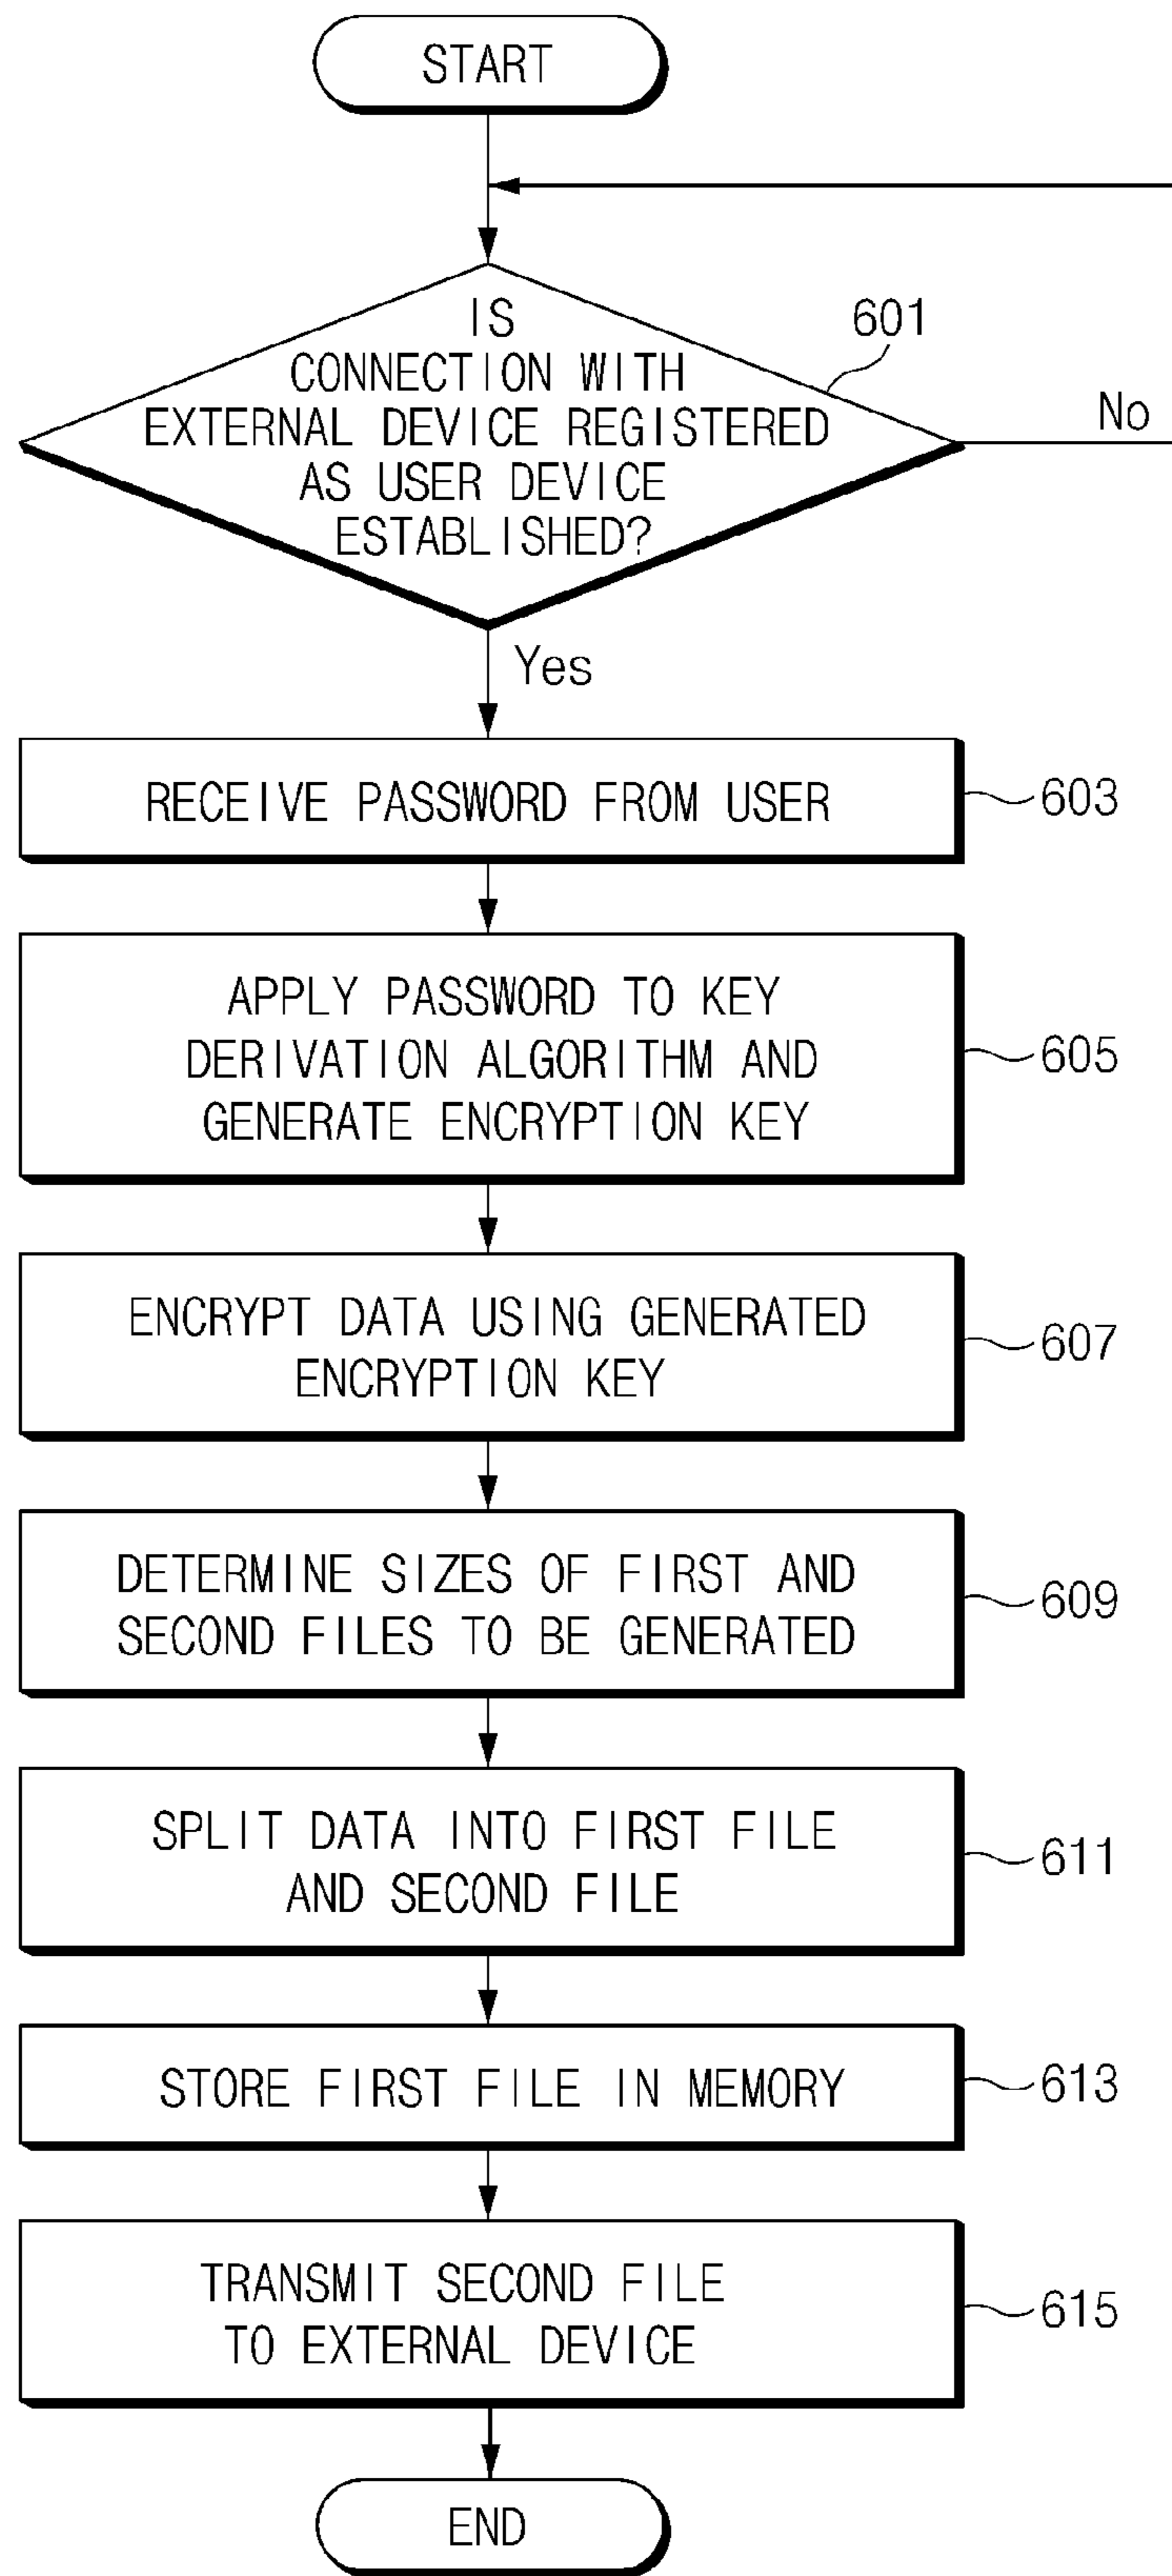 START
IS
CONNECTION WITH
EXTERNAL DEVICE REGISTERED
AS USER DEVICE
ESTABLISHED?
601
No
Yes
RECEIVE PASSWORD FROM USER
603
APPLY PASSWORD TO KEY
DERIVATION ALGORITHM AND
GENERATE ENCRYPTION KEY
605
ENCRYPT DATA USING GENERATED
ENCRYPTION KEY
607
DETERMINE SIZES OF FIRST AND
SECOND FILES TO BE GENERATED
609
SPLIT DATA INTO FIRST FILE
AND SECOND FILE
611
STORE FIRST FILE IN MEMORY
613
TRANSMIT SECOND FILE
TO EXTERNAL DEVICE
615
END